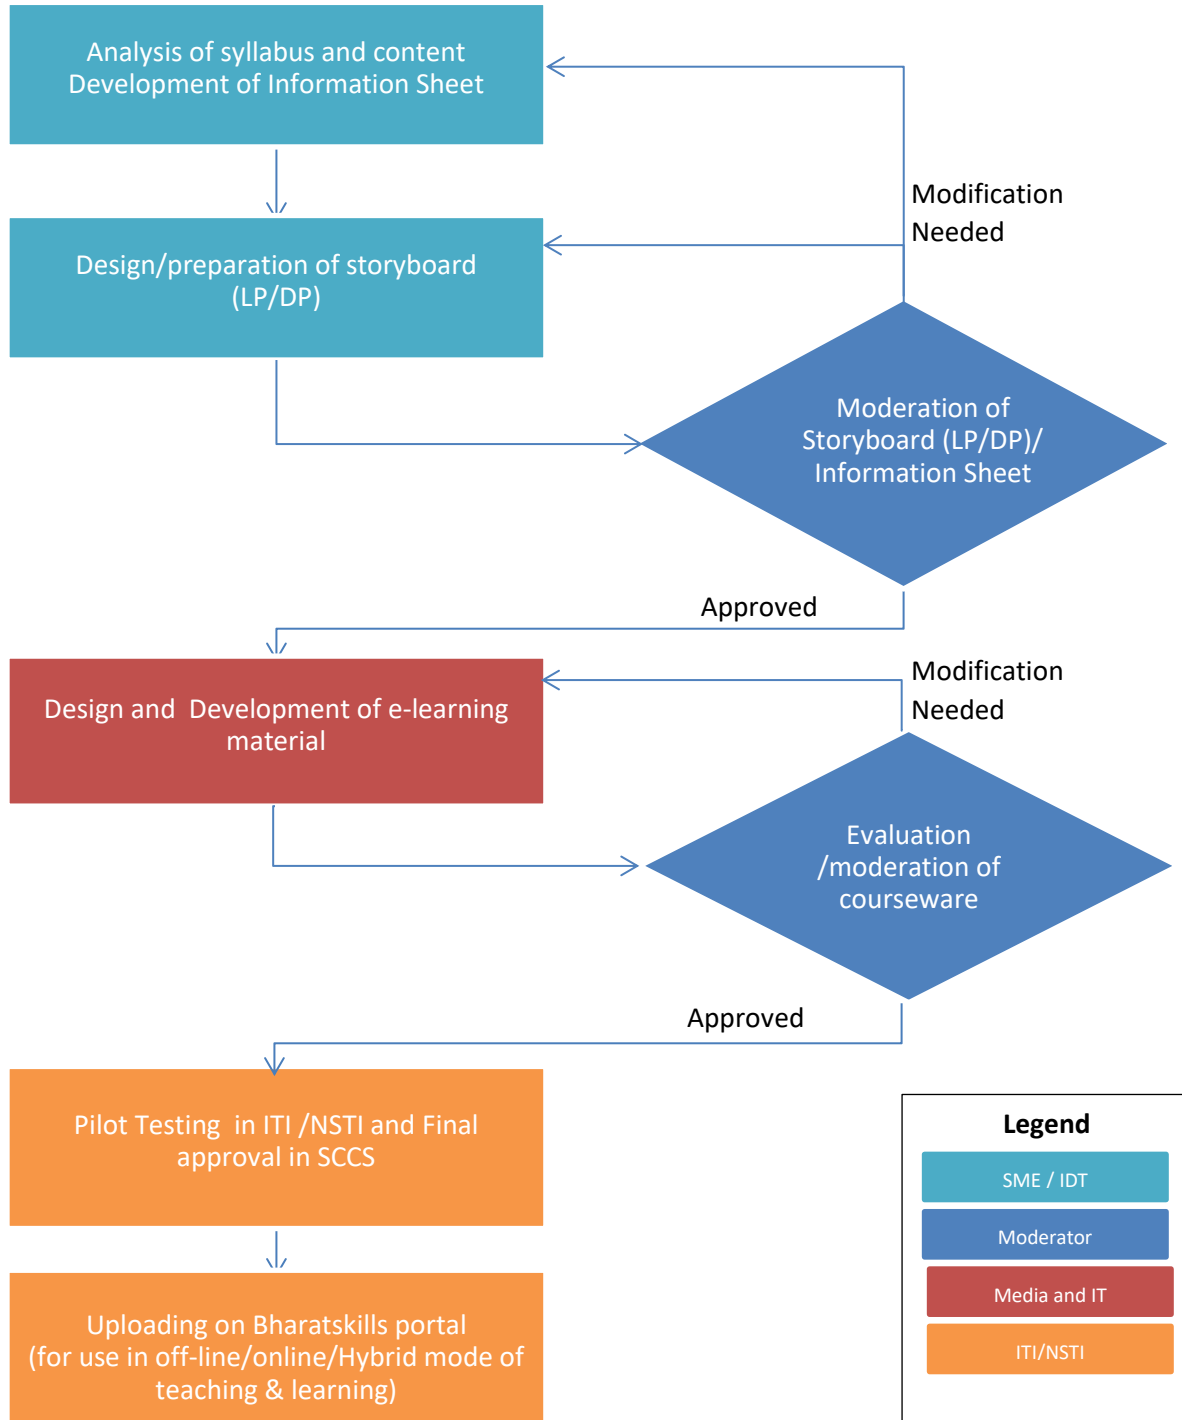 Analysis of syllabus and content
Development of Information Sheet
Modification
Needed
Design/preparation of storyboard
(LP/DP)
Moderation of
Storyboard (LP/DP)/
Information Sheet
Approved
Modification
Needed
Design and  Development of e-learning
material
Evaluation
/moderation of
courseware
Approved
Pilot Testing  in ITI /NSTI and Final
approval in SCCS
Uploading on Bharatskills portal
(for use in off-line/online/Hybrid mode of
teaching & learning)
Legend
SME / IDT
Moderator
Media and IT
ITI/NSTI